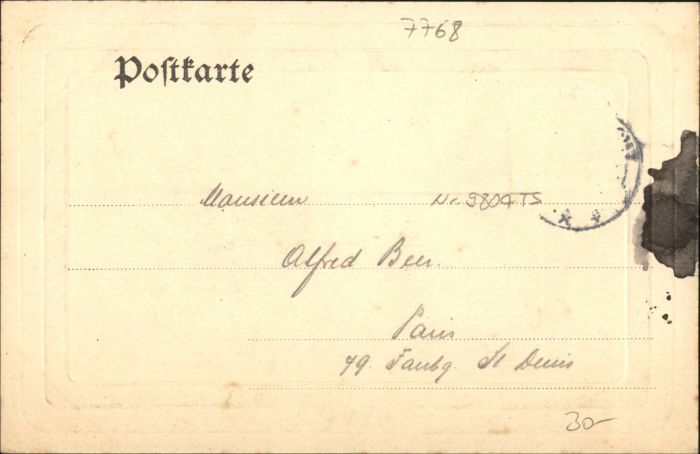 7768
Postkarte
Monsieur
Alfred Beer.
Paris
79. Faubg. St Denis
30-